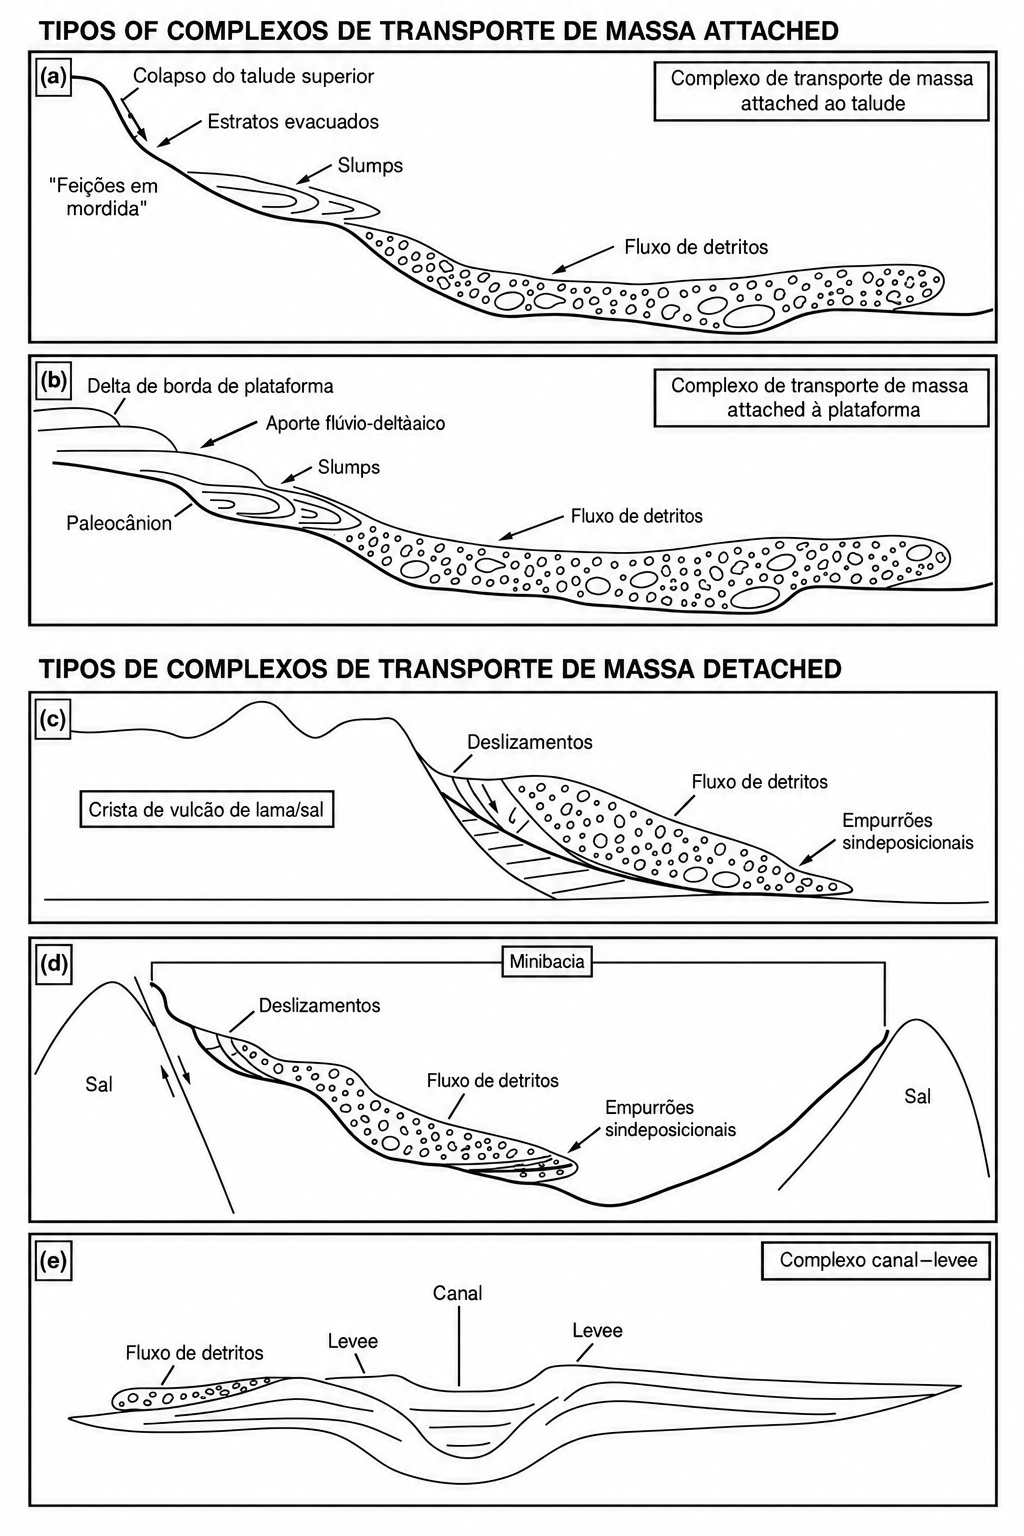 TIPOS OF COMPLEXOS DE TRANSPORTE DE MASSA ATTACHED
(a)
Colapso do talude superior
Complexo de transporte de massa
attached ao talude
Estratos evacuados
Slumps
"Feições em
mordida"
Fluxo de detritos
(b)
Delta de borda de plataforma
Complexo de transporte de massa
attached à plataforma
Aporte flúvio-deltàaico
Slumps
Paleocânion
Fluxo de detritos
TIPOS DE COMPLEXOS DE TRANSPORTE DE MASSA DETACHED
(c)
Deslizamentos
Fluxo de detritos
Crista de vulcão de lama/sal
Empurrões
sindeposicionais
(d)
Minibacia
Deslizamentos
Sal
Fluxo de detritos
Empurrões
sindeposicionais
Sal
(e)
Complexo canal–levee
Canal
Levee
Levee
Fluxo de detritos